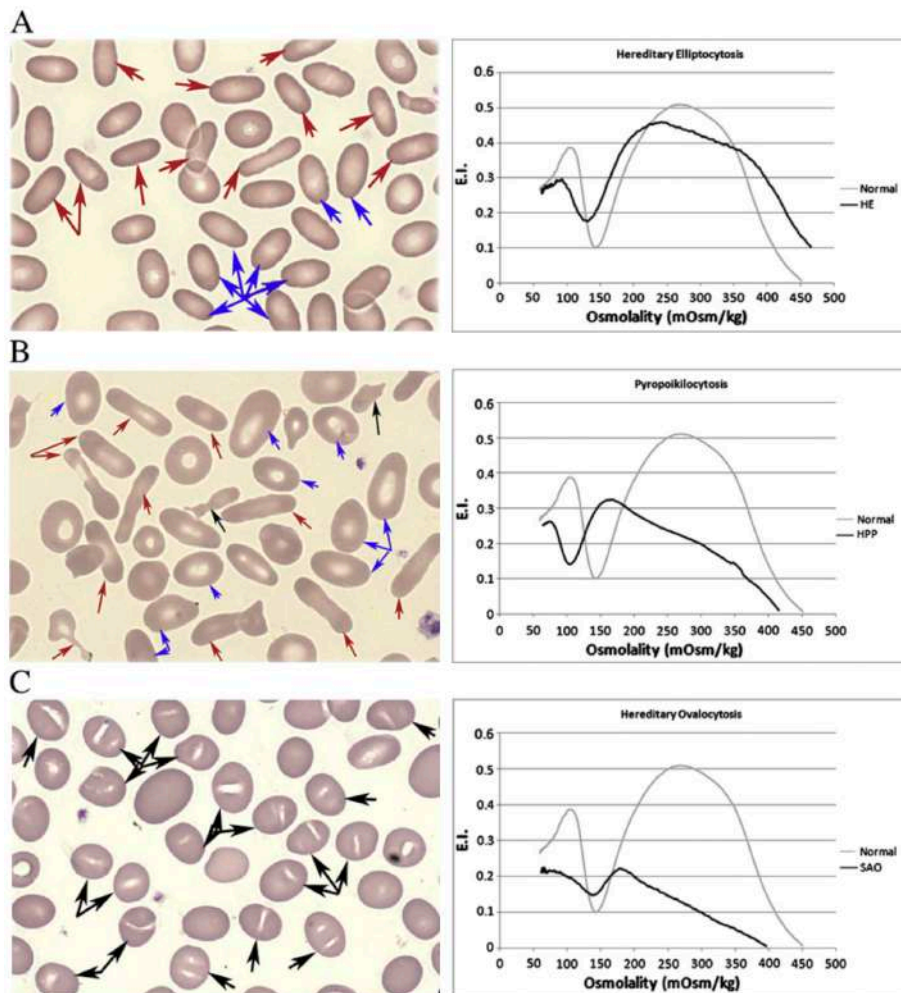 A
Hereditary Elliptocytosis
E.I.
0.6
0.5
0.4
0.3
0.2
0.1
0
0 50 100 150 200 250 300 350 400 450 500
Osmolality (mOsm/kg)
Normal
HE
B
Pyropoikilocytosis
E.I.
0.6
0.5
0.4
0.3
0.2
0.1
0
0 50 100 150 200 250 300 350 400 450 500
Osmolality (mOsm/kg)
Normal
HPP
C
Hereditary Ovalocytosis
E.I.
0.6
0.5
0.4
0.3
0.2
0.1
0
0 50 100 150 200 250 300 350 400 450 500
Osmolality (mOsm/kg)
Normal
SAO